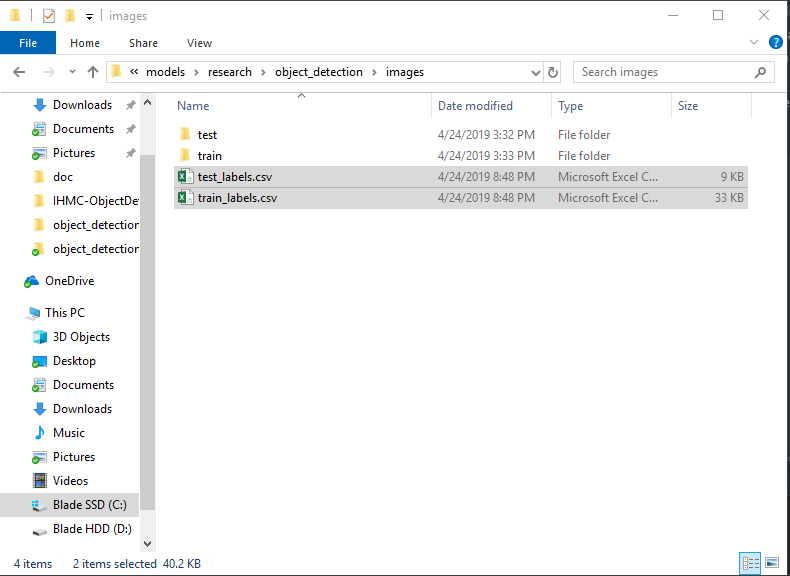 images
File Home Share View
« models › research › object_detection › images Search images
Name Date modified Type Size
Downloads
Documents
Pictures
doc
IHMC-ObjectDe
object_detection
object_detection
OneDrive
This PC
3D Objects
Desktop
Documents
Downloads
Music
Pictures
Videos
Blade SSD (C:)
Blade HDD (D:)
test 4/24/2019 3:32 PM File folder
train 4/24/2019 3:33 PM File folder
test_labels.csv 4/24/2019 8:48 PM Microsoft Excel C... 9 KB
train_labels.csv 4/24/2019 8:48 PM Microsoft Excel C... 33 KB
4 items 2 items selected 40.2 KB